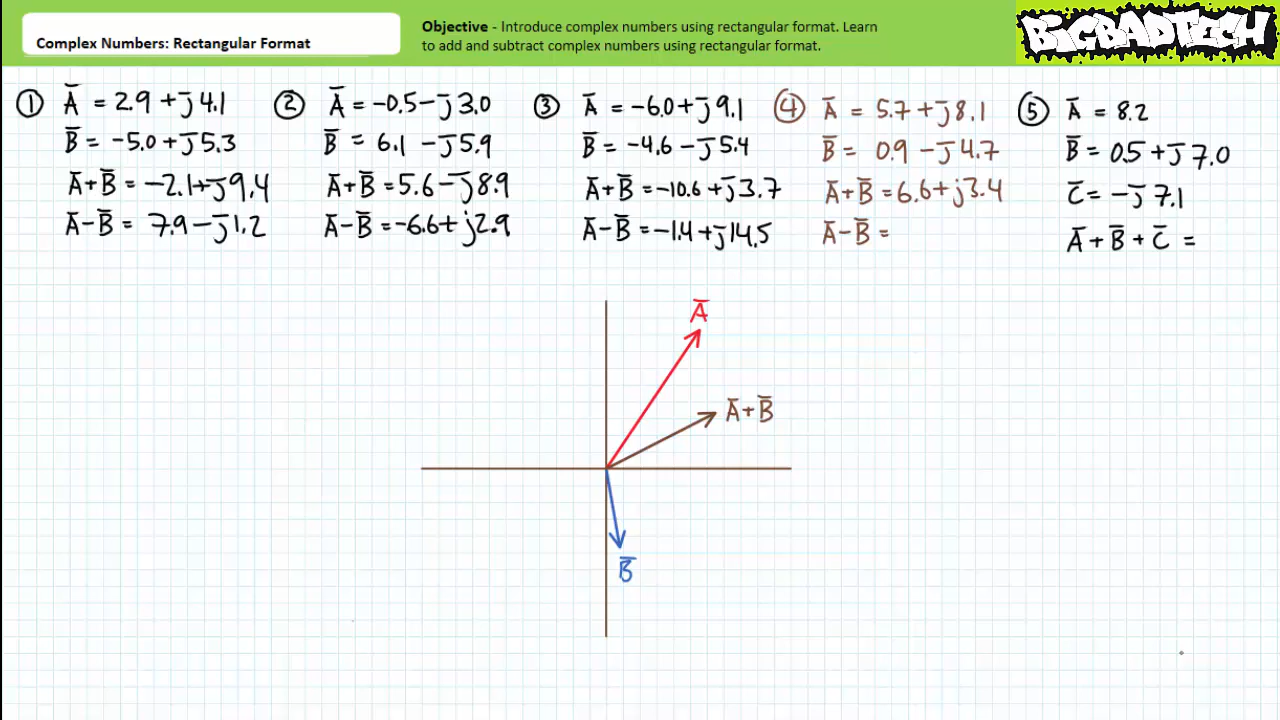 Complex Numbers: Rectangular Format
Objective - Introduce complex numbers using rectangular format. Learn
to add and subtract complex numbers using rectangular format.
BIGBADTECH
① A̅ = 2.9 + j4.1
B̅ = -5.0 + j5.3
A̅+B̅ = -2.1 + j9.4
A̅-B̅ = 7.9 - j1.2
② A̅ = -0.5 - j3.0
B̅ = 6.1 - j5.9
A̅+B̅ = 5.6 - j8.9
A̅-B̅ = -6.6 + j2.9
③ A̅ = -6.0 + j9.1
B̅ = -4.6 - j5.4
A̅+B̅ = -10.6 + j3.7
A̅-B̅ = -1.4 + j14.5
④ A̅ = 5.7 + j8.1
B̅ = 0.9 - j4.7
A̅+B̅ = 6.6 + j3.4
A̅-B̅ =
⑤ A̅ = 8.2
B̅ = 0.5 + j7.0
C̅ = -j7.1
A̅ + B̅ + C̅ =
A̅
A̅+B̅
B̅